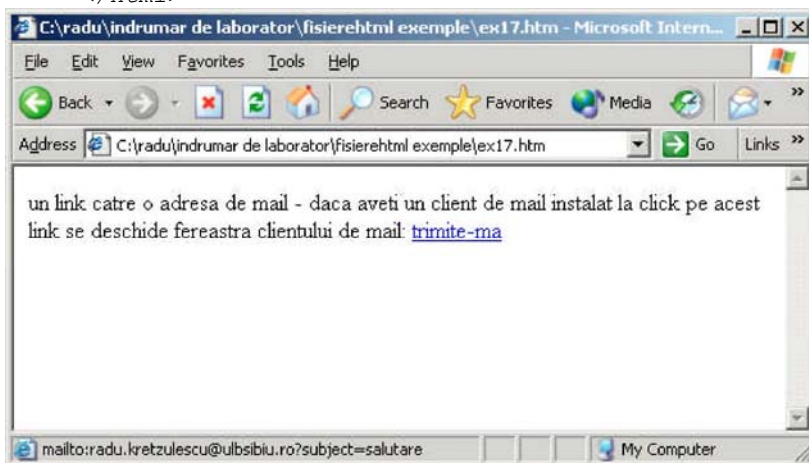 C:\radu\indrumar de laborator\fisierehtml exemple\ex17.htm - Microsoft Intern...
File Edit View Favorites Tools Help
Back Search Favorites Media »
Address C:\radu\indrumar de laborator\fisierehtml exemple\ex17.htm Go Links »
un link catre o adresa de mail - daca aveti un client de mail instalat la click pe acest
link se deschide fereastra clientului de mail: trimite-ma
mailto:radu.kretzulescu@ulbsibiu.ro?subject=salutare My Computer